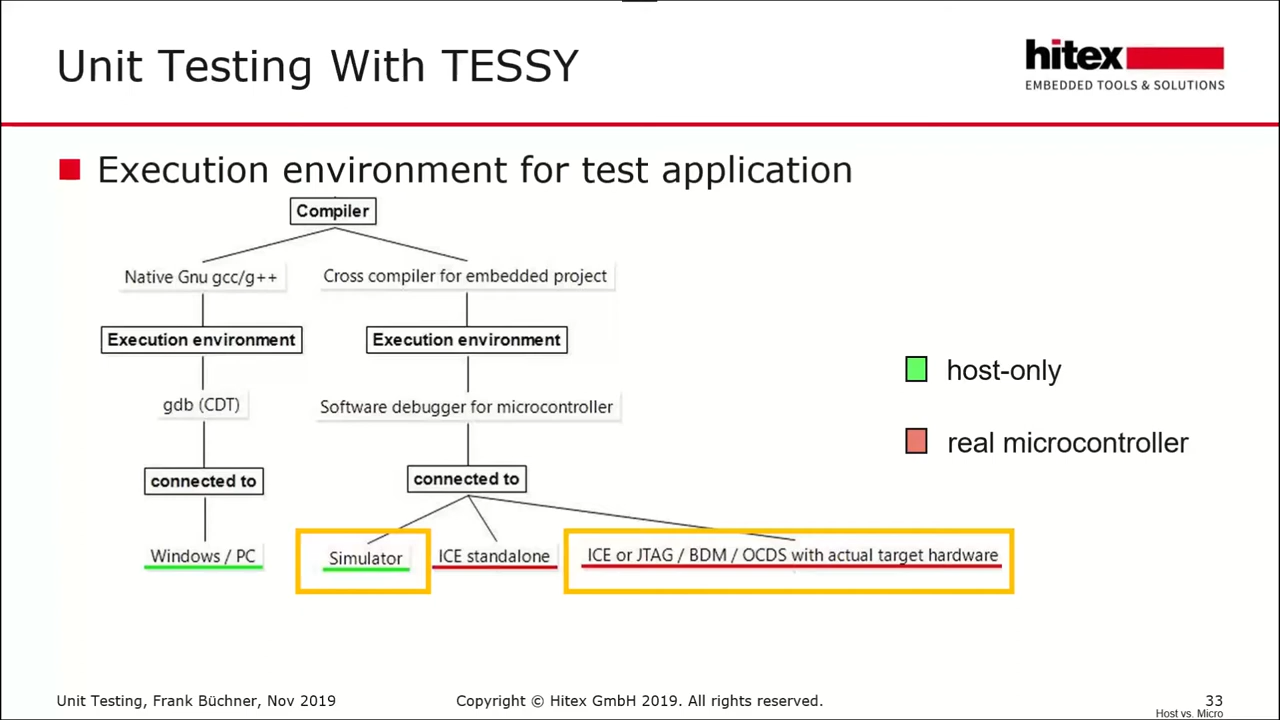 Unit Testing With TESSY
hitex
EMBEDDED TOOLS & SOLUTIONS
Execution environment for test application
Compiler
Native Gnu gcc/g++
Cross compiler for embedded project
Execution environment
Execution environment
gdb (CDT)
Software debugger for microcontroller
connected to
connected to
Windows / PC
Simulator
ICE standalone
ICE or JTAG / BDM / OCDS with actual target hardware
host-only
real microcontroller
Unit Testing, Frank Büchner, Nov 2019
Copyright © Hitex GmbH 2019. All rights reserved.
33
Host vs. Micro